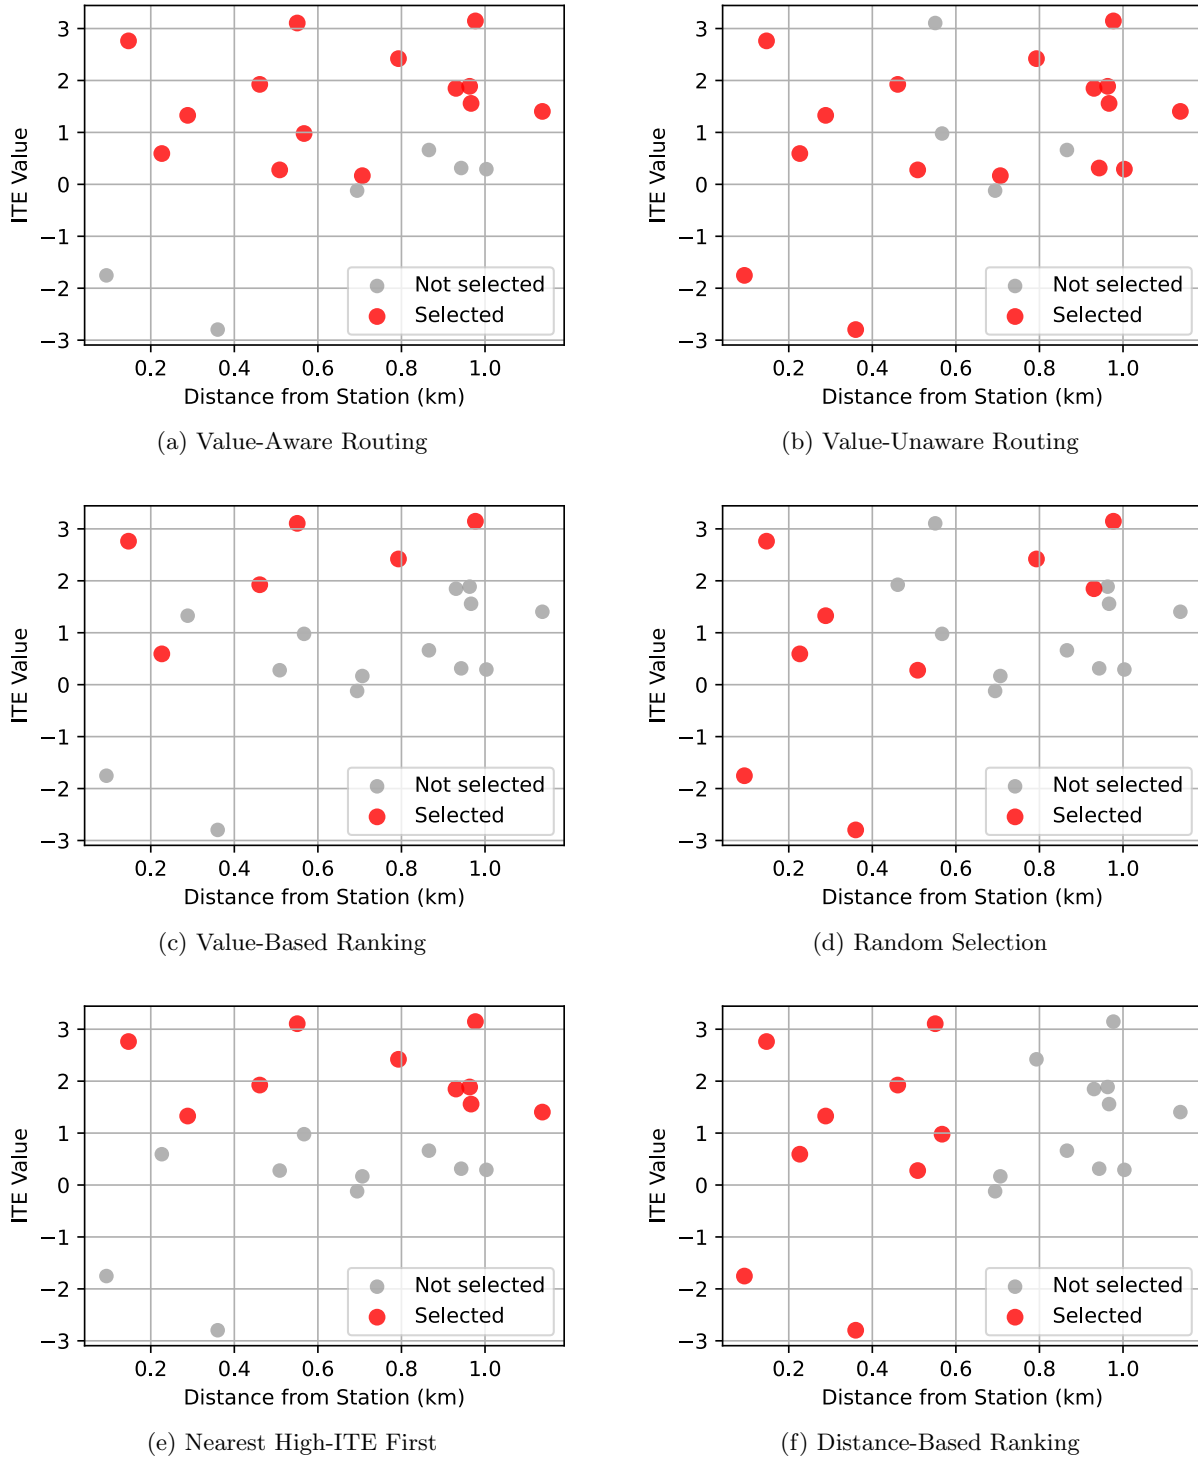 3
2
1
0
−1
−2
−3
ITE Value
Not selected
Selected
0.2 0.4 0.6 0.8 1.0
Distance from Station (km)
(a) Value-Aware Routing
3
2
1
0
−1
−2
−3
ITE Value
Not selected
Selected
0.2 0.4 0.6 0.8 1.0
Distance from Station (km)
(b) Value-Unaware Routing
3
2
1
0
−1
−2
−3
ITE Value
Not selected
Selected
0.2 0.4 0.6 0.8 1.0
Distance from Station (km)
(c) Value-Based Ranking
3
2
1
0
−1
−2
−3
ITE Value
Not selected
Selected
0.2 0.4 0.6 0.8 1.0
Distance from Station (km)
(d) Random Selection
3
2
1
0
−1
−2
−3
ITE Value
Not selected
Selected
0.2 0.4 0.6 0.8 1.0
Distance from Station (km)
(e) Nearest High-ITE First
3
2
1
0
−1
−2
−3
ITE Value
Not selected
Selected
0.2 0.4 0.6 0.8 1.0
Distance from Station (km)
(f) Distance-Based Ranking